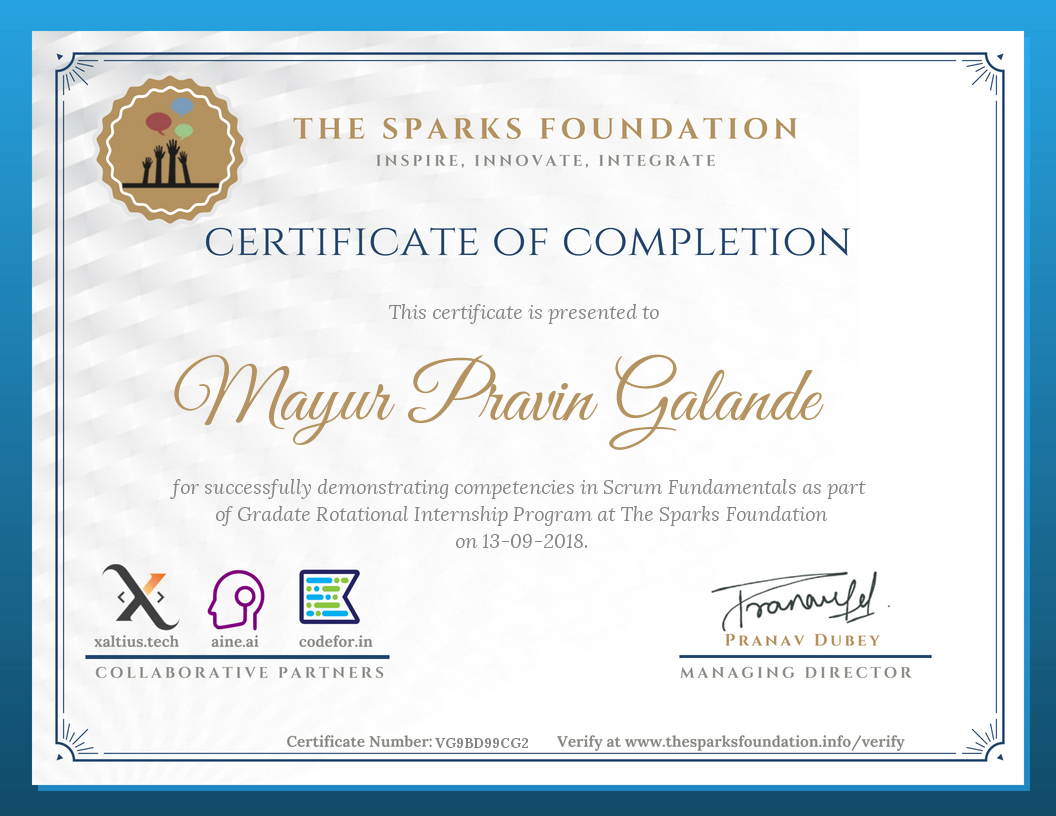 THE SPARKS FOUNDATION
INSPIRE, INNOVATE, INTEGRATE
CERTIFICATE OF COMPLETION
This certificate is presented to
Mayur Pravin Galande
for successfully demonstrating competencies in Scrum Fundamentals as part
of Gradate Rotational Internship Program at The Sparks Foundation
on 13-09-2018.
xaltius.tech aine.ai codefor.in
COLLABORATIVE PARTNERS
PRANAV DUBEY
MANAGING DIRECTOR
Certificate Number: VG9BD99CG2 Verify at www.thesparksfoundation.info/verify